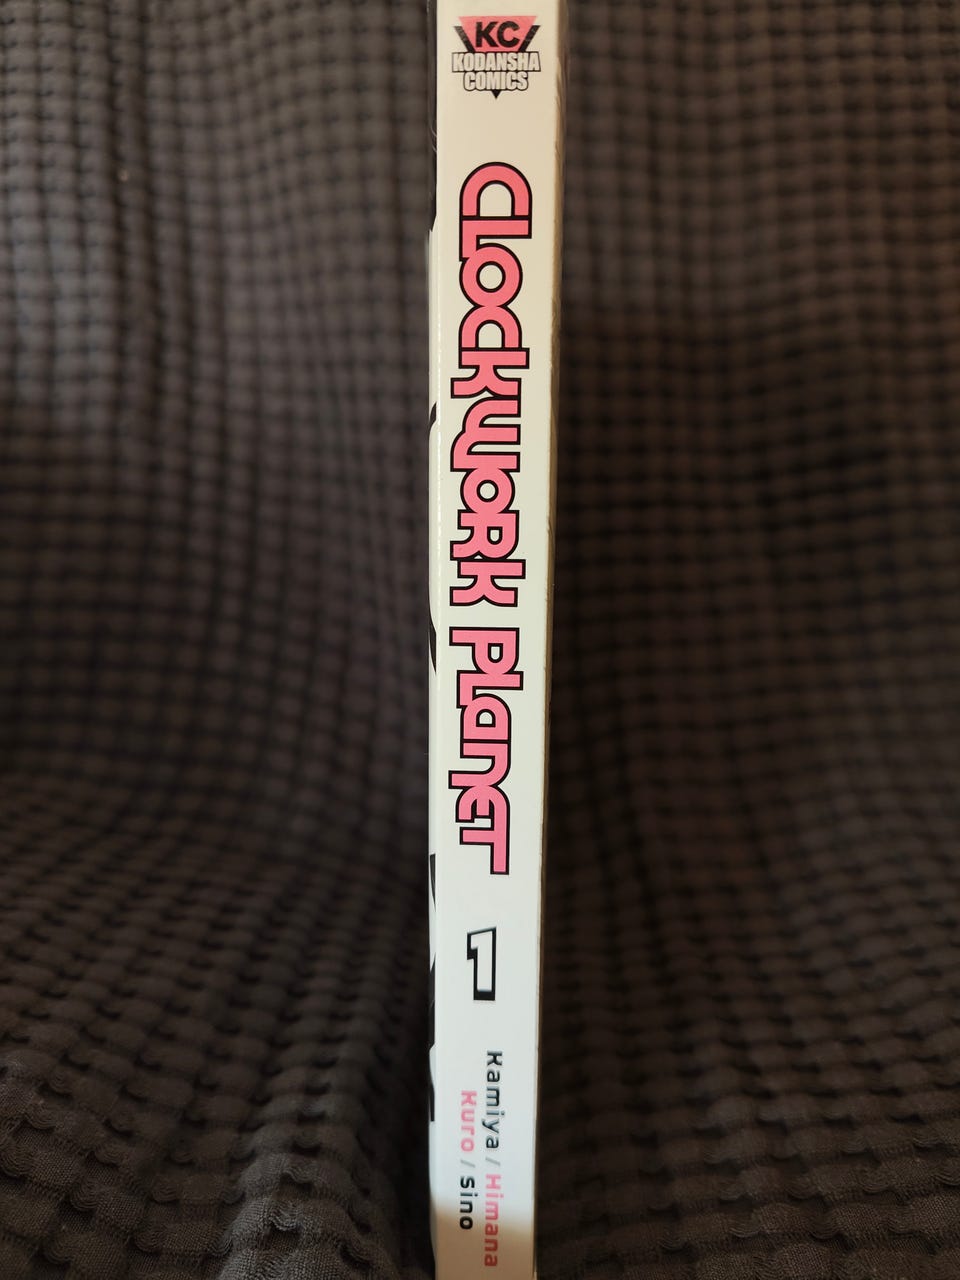 KC
KODANSHA
COMICS
CLOCKWORK PLANET
1
Kamiya / Himana
Kuro / Sino